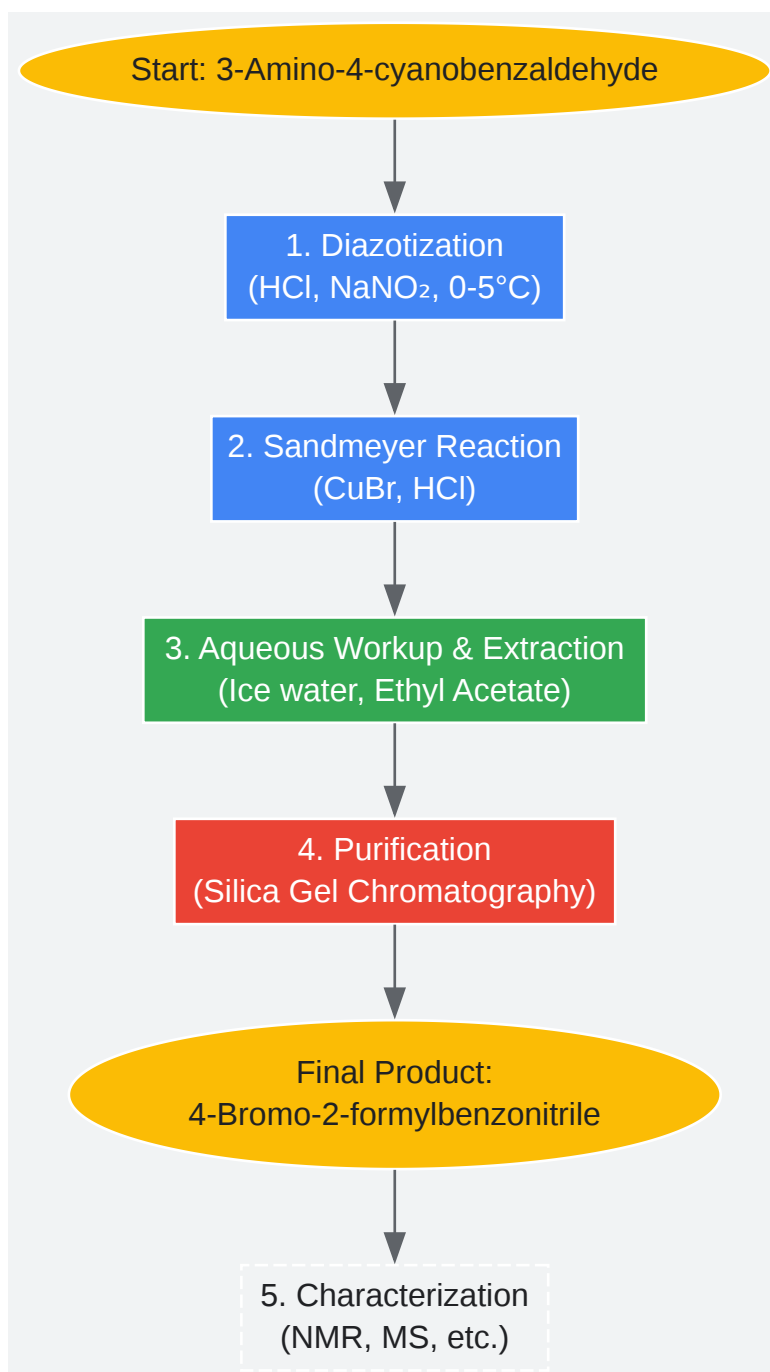 Start: 3-Amino-4-cyanobenzaldehyde
1. Diazotization
(HCl, NaNO₂, 0-5°C)
2. Sandmeyer Reaction
(CuBr, HCl)
3. Aqueous Workup & Extraction
(Ice water, Ethyl Acetate)
4. Purification
(Silica Gel Chromatography)
Final Product:
4-Bromo-2-formylbenzonitrile
5. Characterization
(NMR, MS, etc.)